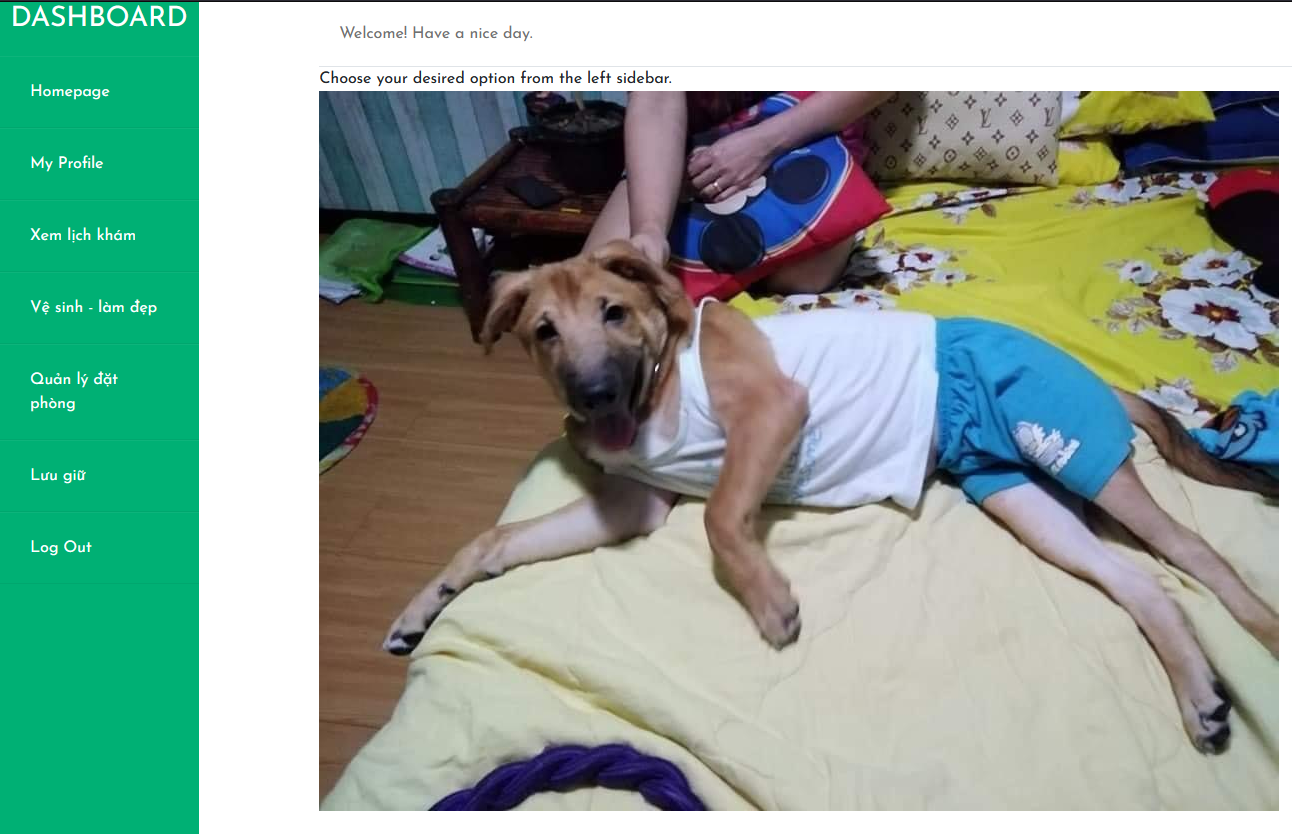 DASHBOARD
Homepage
My Profile
Xem lịch khám
Vệ sinh - làm đẹp
Quản lý đặt
phòng
Lưu giữ
Log Out
Welcome! Have a nice day.
Choose your desired option from the left sidebar.